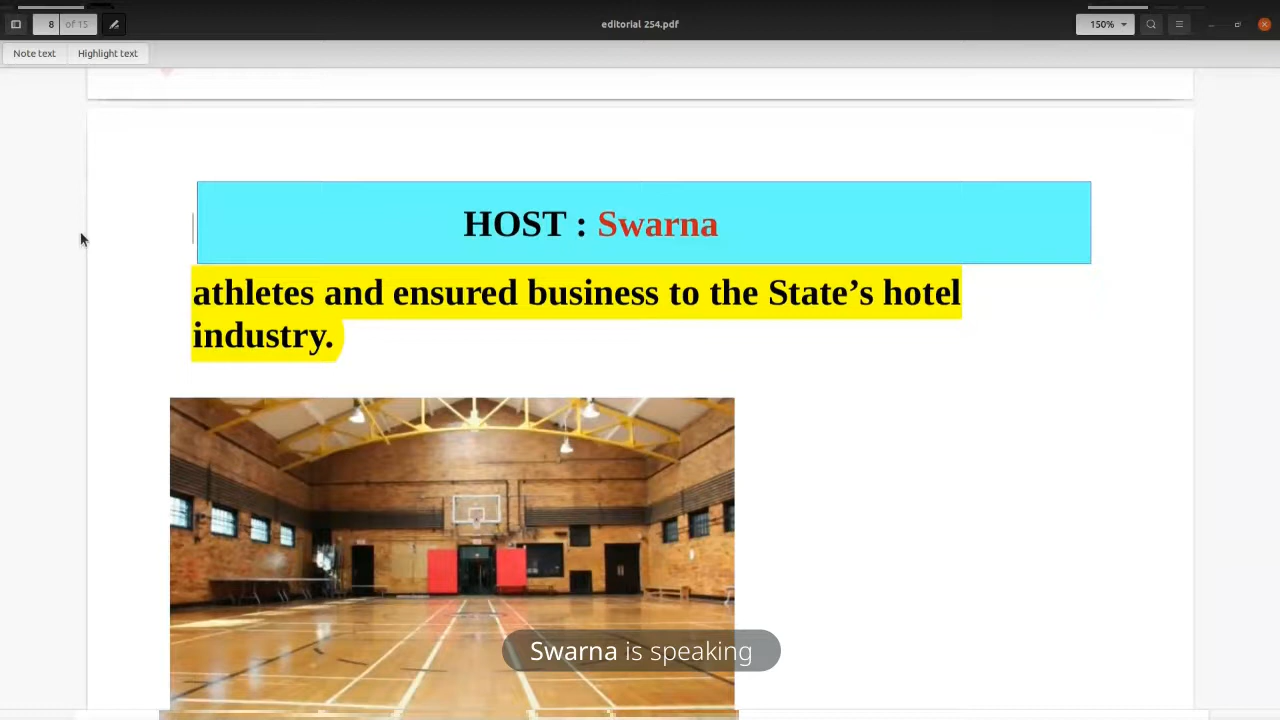 8 of 15
editorial 254.pdf
150%
Note text Highlight text
HOST : Swarna
athletes and ensured business to the State’s hotel
industry.
Swarna is speaking